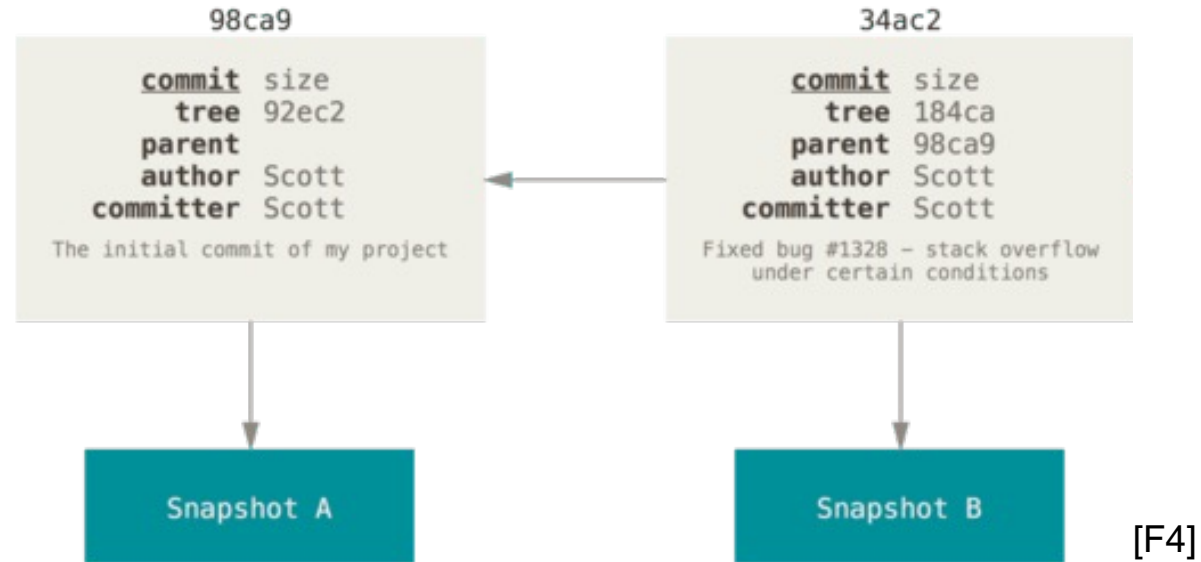 98ca9
commit size
tree 92ec2
parent
author Scott
committer Scott
The initial commit of my project
Snapshot A
34ac2
commit size
tree 184ca
parent 98ca9
author Scott
committer Scott
Fixed bug #1328 – stack overflow
under certain conditions
Snapshot B
[F4]